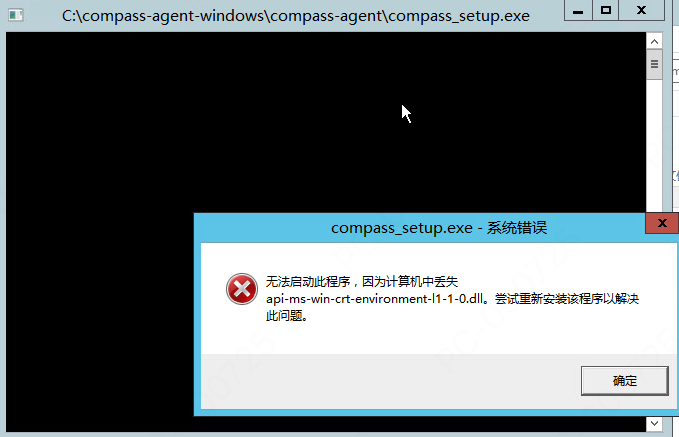 C:\compass-agent-windows\compass-agent\compass_setup.exe
compass_setup.exe - 系统错误
无法启动此程序，因为计算机中丢失
api-ms-win-crt-environment-l1-1-0.dll。尝试重新安装该程序以解决
此问题。
确定